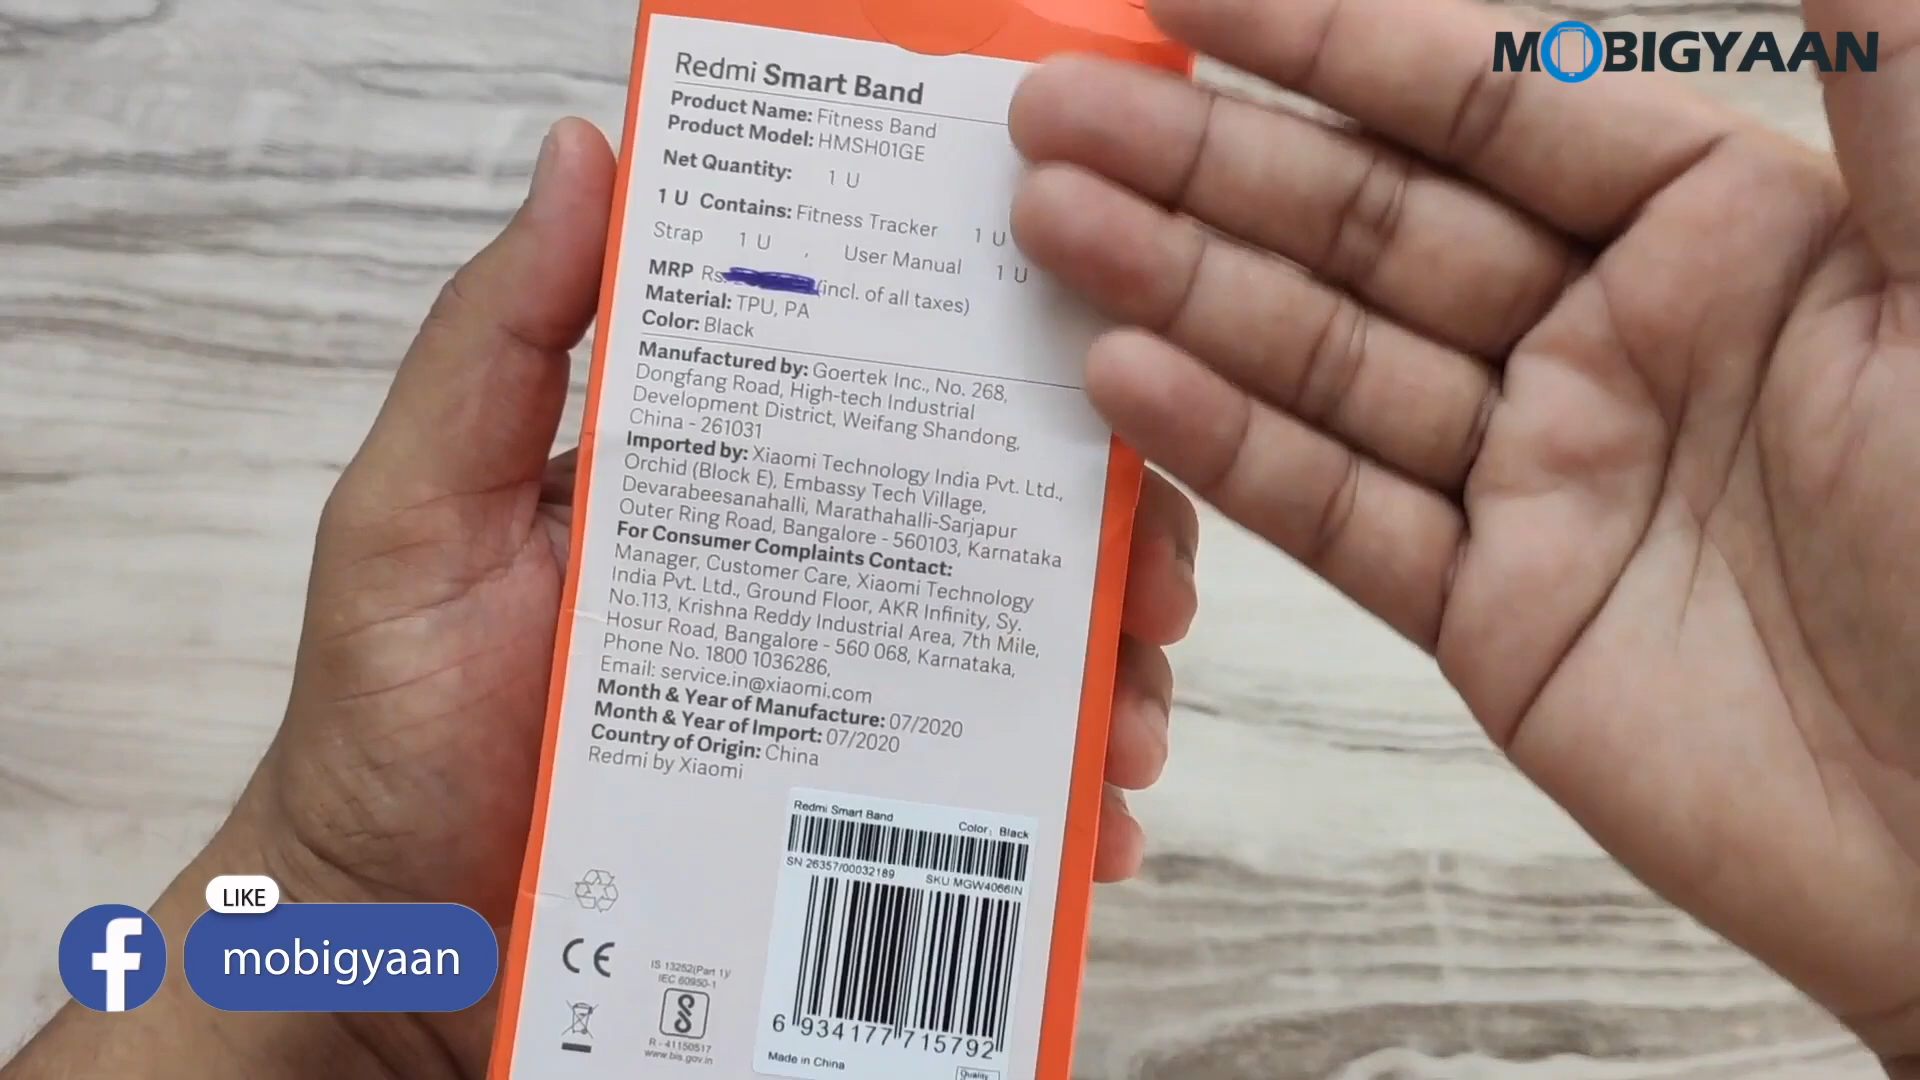 MOBIGYAAN
Redmi Smart Band
Product Name: Fitness Band
Product Model: HMSH01GE
Net Quantity: 1 U
1 U Contains: Fitness Tracker 1 U
Strap 1 U , User Manual 1 U
MRP Rs. (incl. of all taxes)
Material: TPU, PA
Color: Black
Manufactured by: Goertek Inc., No. 268,
Dongfang Road, High-tech Industrial
Development District, Weifang Shandong,
China - 261031
Imported by: Xiaomi Technology India Pvt. Ltd.,
Orchid (Block E), Embassy Tech Village,
Devarabeesanahalli, Marathahalli-Sarjapur
Outer Ring Road, Bangalore - 560103, Karnataka
For Consumer Complaints Contact:
Manager, Customer Care, Xiaomi Technology
India Pvt. Ltd., Ground Floor, AKR Infinity, Sy.
No.113, Krishna Reddy Industrial Area, 7th Mile,
Hosur Road, Bangalore - 560 068, Karnataka,
Phone No. 1800 1036286,
Email: service.in@xiaomi.com
Month & Year of Manufacture: 07/2020
Month & Year of Import: 07/2020
Country of Origin: China
Redmi by Xiaomi
Redmi Smart Band Color: Black
SN 26357/00032189 SKU MGW4066IN
6 934177 715792
Made in China
Quality
CE
IS 13252(Part 1)/
IEC 60950-1
R - 41150517
www.bis.gov.in
LIKE
f mobigyaan